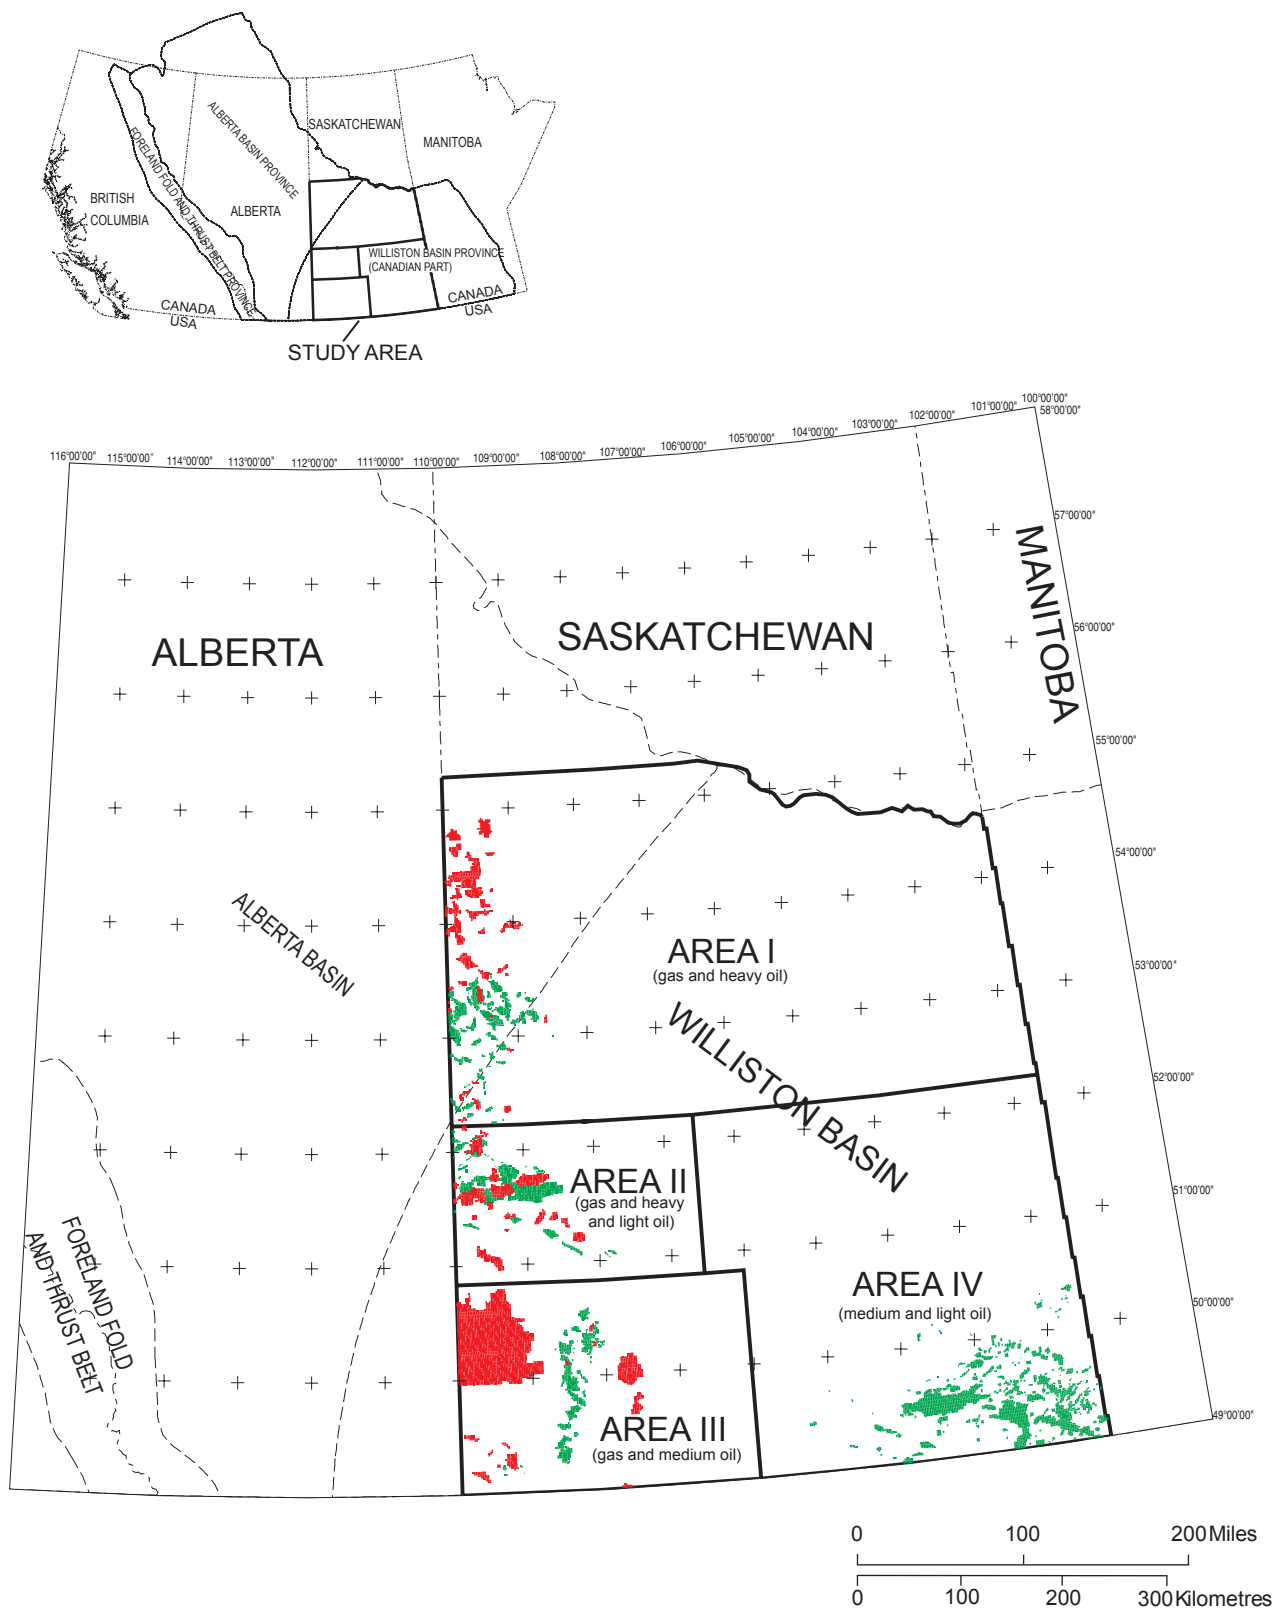 ALBERTA BASIN PROVINCE
SASKATCHEWAN
MANITOBA
FORELAND FOLD AND THRUST BELT PROVINCE
BRITISH
COLUMBIA
ALBERTA
WILLISTON BASIN PROVINCE
(CANADIAN PART)
CANADA
USA
CANADA
USA
STUDY AREA
116°00'00"
115°00'00"
114°00'00"
113°00'00"
112°00'00"
111°00'00"
110°00'00"
109°00'00"
108°00'00"
107°00'00"
106°00'00"
105°00'00"
104°00'00"
103°00'00"
102°00'00"
101°00'00"
100°00'00"
58°00'00"
57°00'00"
56°00'00"
55°00'00"
54°00'00"
53°00'00"
52°00'00"
51°00'00"
50°00'00"
49°00'00"
ALBERTA
SASKATCHEWAN
MANITOBA
ALBERTA BASIN
AREA I
(gas and heavy oil)
WILLISTON BASIN
AREA II
(gas and heavy
and light oil)
FORELAND FOLD
AND THRUST BELT
AREA IV
(medium and light oil)
AREA III
(gas and medium oil)
0 100 200 Miles
0 100 200 300 Kilometres